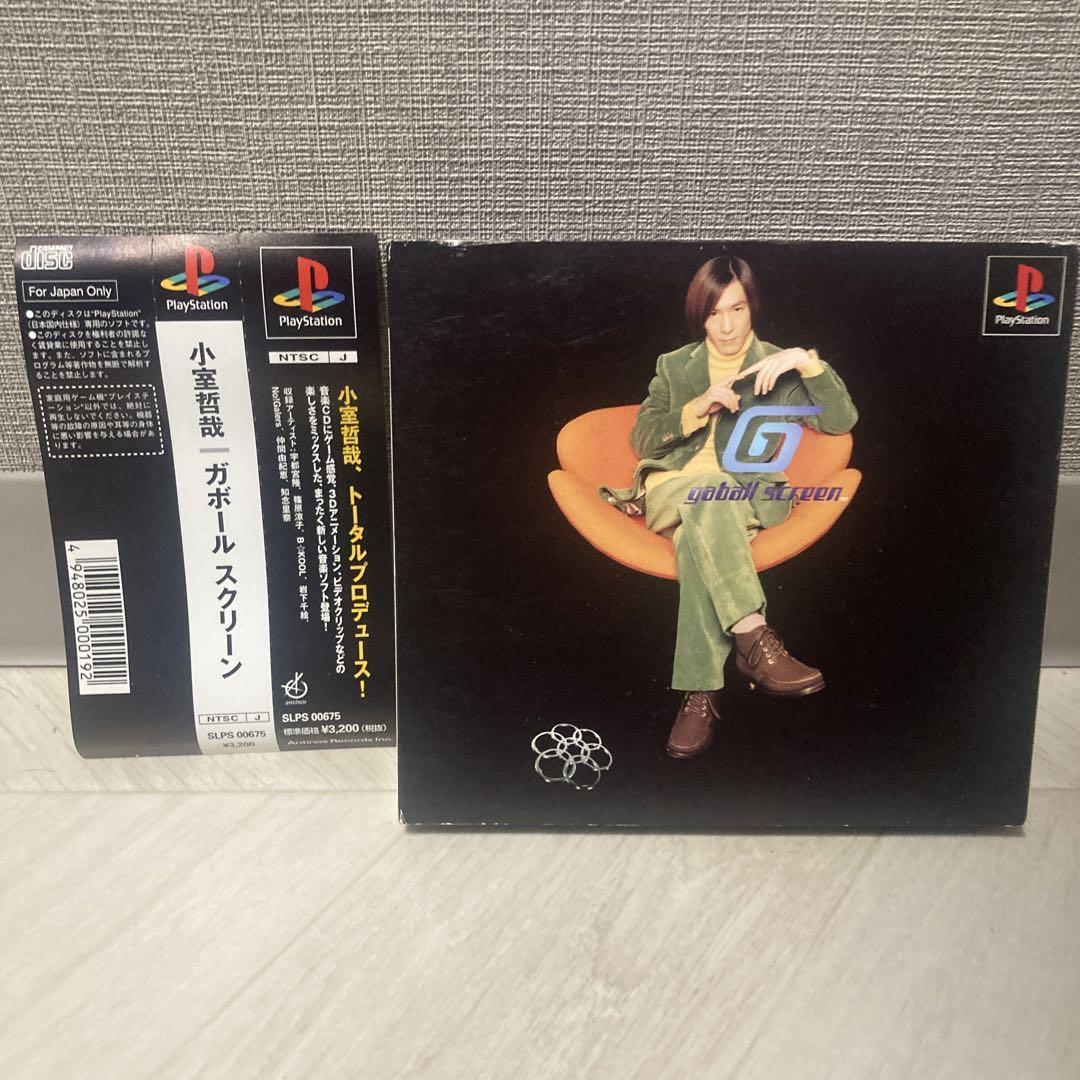 COMPACT
disc
For Japan Only
●このディスクは"PlayStation"
(日本国内仕様)専用のソフトです。
●このディスクを権利者の許諾な
く賃貸業に使用することを禁止し
ます。また、ソフトに含まれるプ
ログラム等著作物を無断で解析す
ることを禁止します。
家庭用ゲーム機"プレイステ
ーション"以外では、絶対に
再生しないでください。機器
等の故障の原因や耳等の身体
に悪い影響を与える場合があ
ります。
4 948025 000192
PlayStation
小室哲哉
ガボール スクリーン
NTSC J
SLPS 00675
¥3,200
PlayStation
NTSC J
小室哲哉、トータルプロデュース!
音楽CDにゲーム感覚、3Dアニメーション、ビデオクリップなどの
楽しさをミックスした、まったく新しい音楽ソフト登場!
収録アーティスト:宇都宮隆、篠原涼子、B☆KOOL、岩下千絵、
No!Galers、仲間由紀恵、知念里奈
antinos
SLPS 00675
標準価格 ¥3,200 (税抜)
Antinos Records Inc.
PlayStation
G
gaball screen